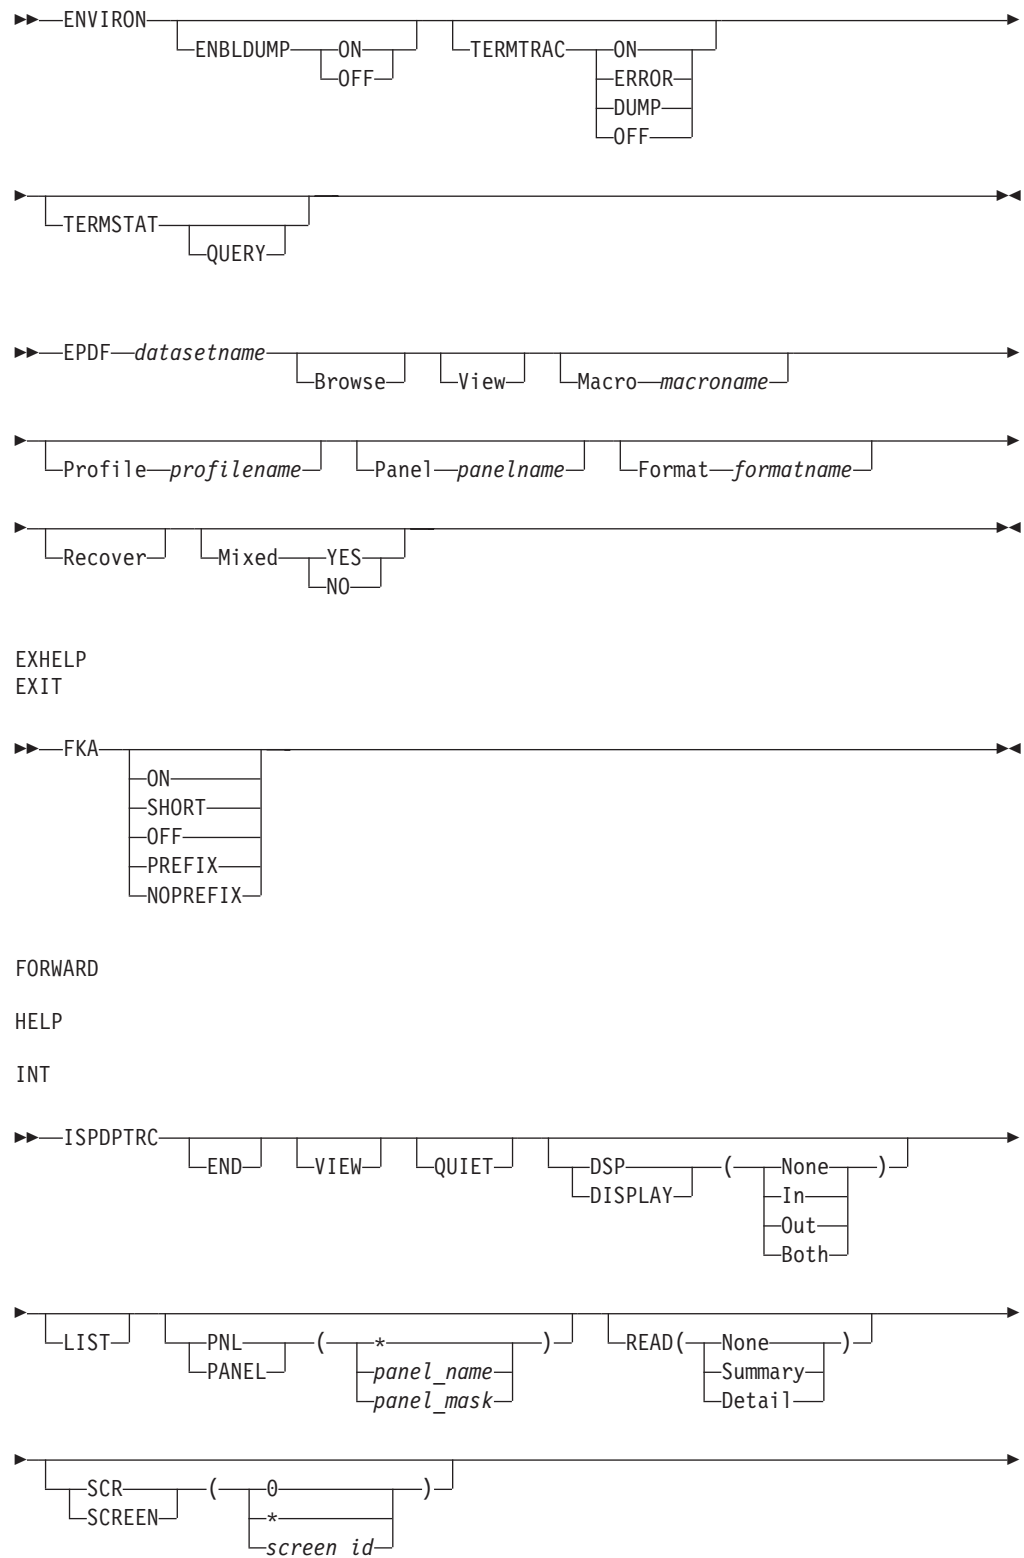 ENVIRON
ENBLDUMP ON TERMTRAC ON
OFF ERROR
DUMP
OFF
TERMSTAT
QUERY
EPDF datasetname
Browse View Macro macroname
Profile profilename Panel panelname Format formatname
Recover Mixed YES
NO
EXHELP
EXIT
FKA
ON
SHORT
OFF
PREFIX
NOPREFIX
FORWARD
HELP
INT
ISPDPTRC
END VIEW QUIET DSP ( None )
DISPLAY In
Out
Both
LIST PNL ( * ) READ( None )
PANEL panel_name Summary
panel_mask Detail
SCR ( 0 )
SCREEN *
screen id